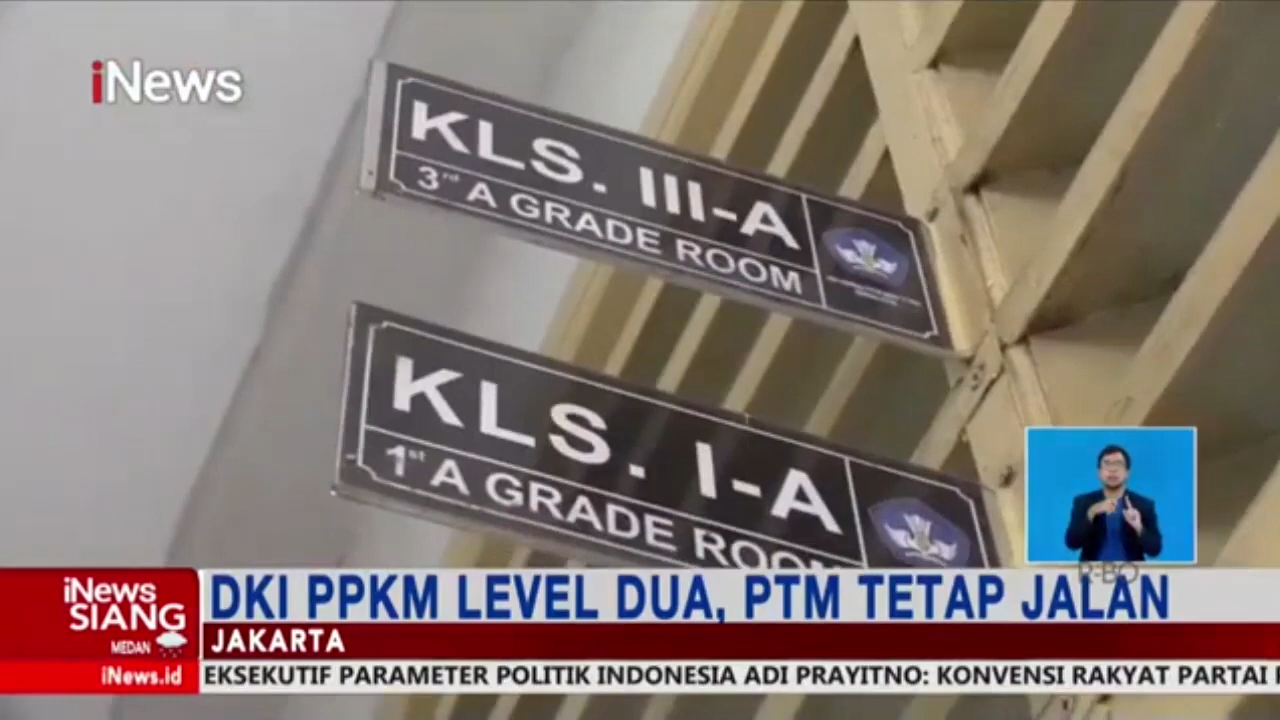 iNews
KLS. III-A
3rd A GRADE ROOM
KLS. I-A
1st A GRADE ROOM
R-BO
iNews
SIANG
MEDAN
DKI PPKM LEVEL DUA, PTM TETAP JALAN
JAKARTA
iNews.id
EKSEKUTIF PARAMETER POLITIK INDONESIA ADI PRAYITNO: KONVENSI RAKYAT PARTAI